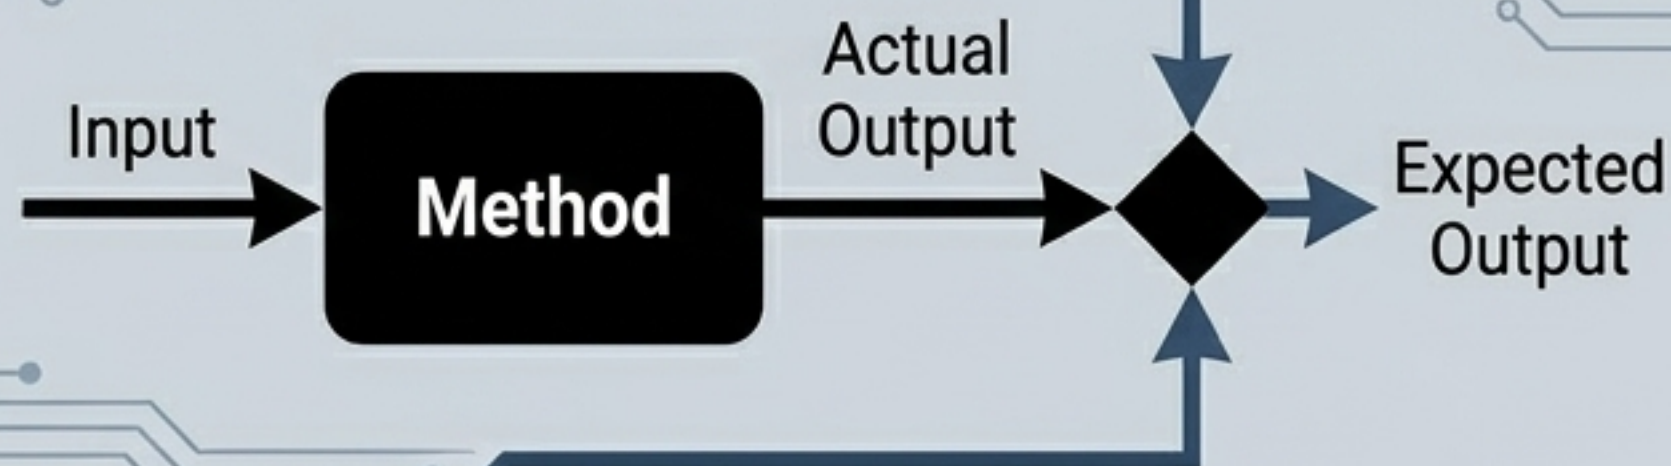 Input
Method
Actual
Output
Expected
Output